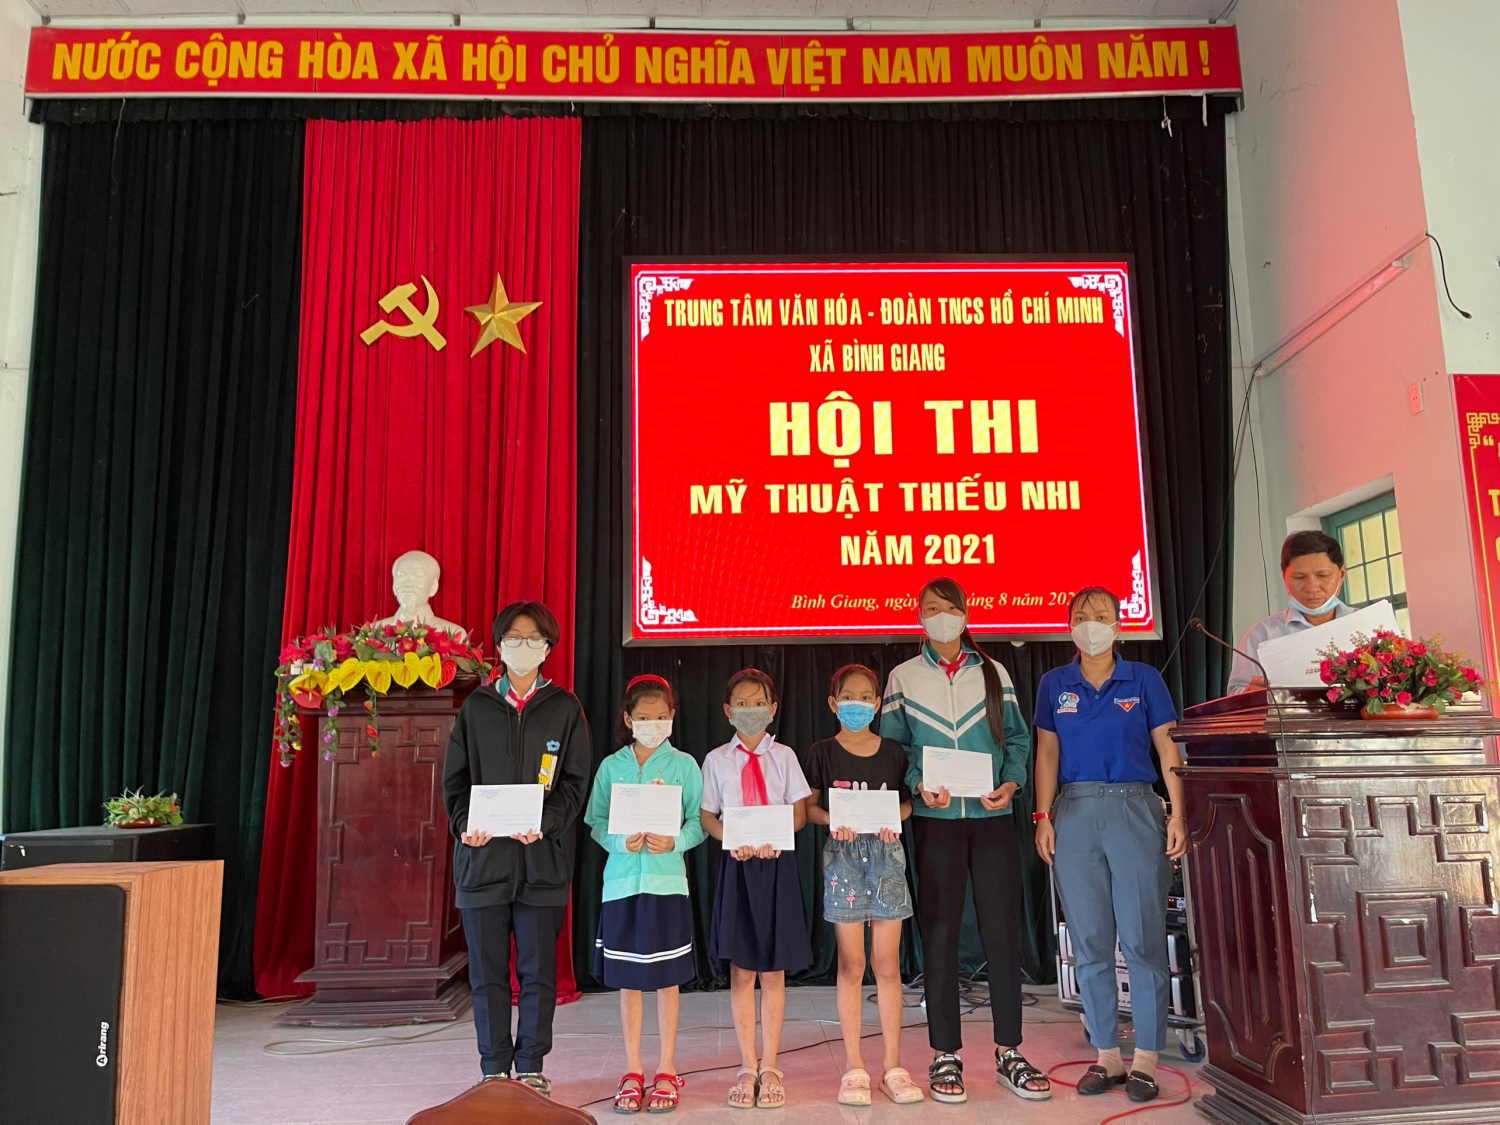 NƯỚC CỘNG HÒA XÃ HỘI CHỦ NGHĨA VIỆT NAM MUÔN NĂM !
TRUNG TÂM VĂN HÓA - ĐOÀN TNCS HỒ CHÍ MINH
XÃ BÌNH GIANG
HỘI THI
MỸ THUẬT THIẾU NHI
NĂM 2021
Bình Giang, ngày 8 năm
Arirang